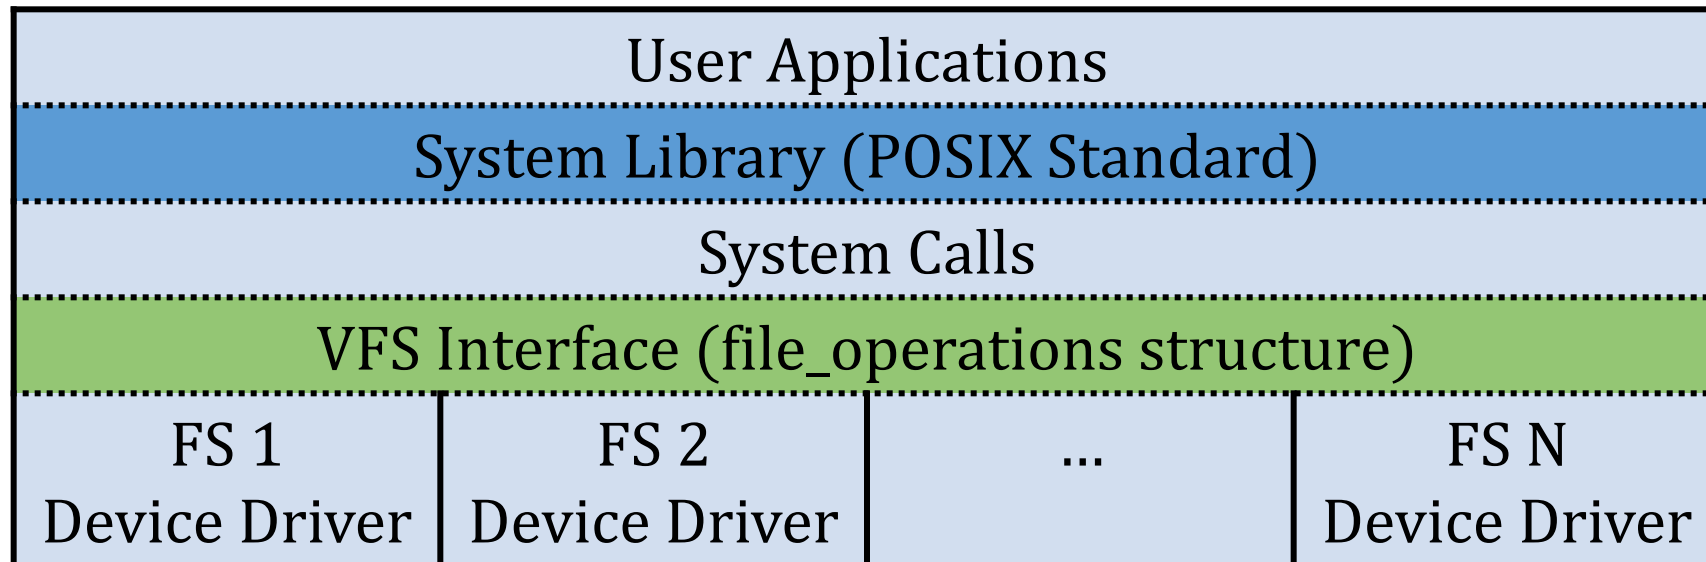 User Applications
System Library (POSIX Standard)
System Calls
VFS Interface (file_operations structure)
FS 1
Device Driver
FS 2
Device Driver
...
FS N
Device Driver